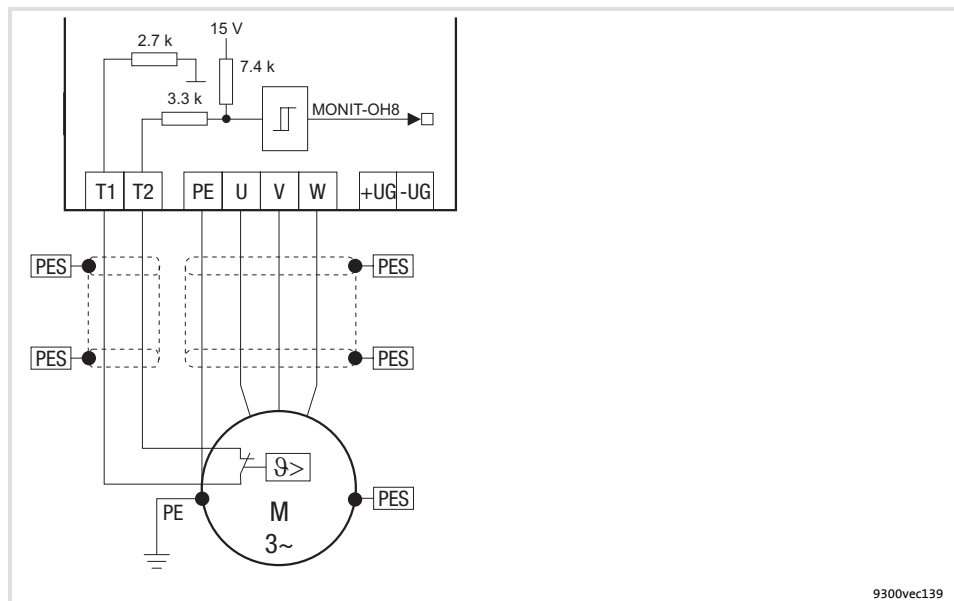 15 V
2.7 k
7.4 k
3.3 k
MONIT-OH8
T1 T2 PE U V W +UG -UG
PES PES
PES PES
ϑ>
PES
PE
M
3~
9300vec139